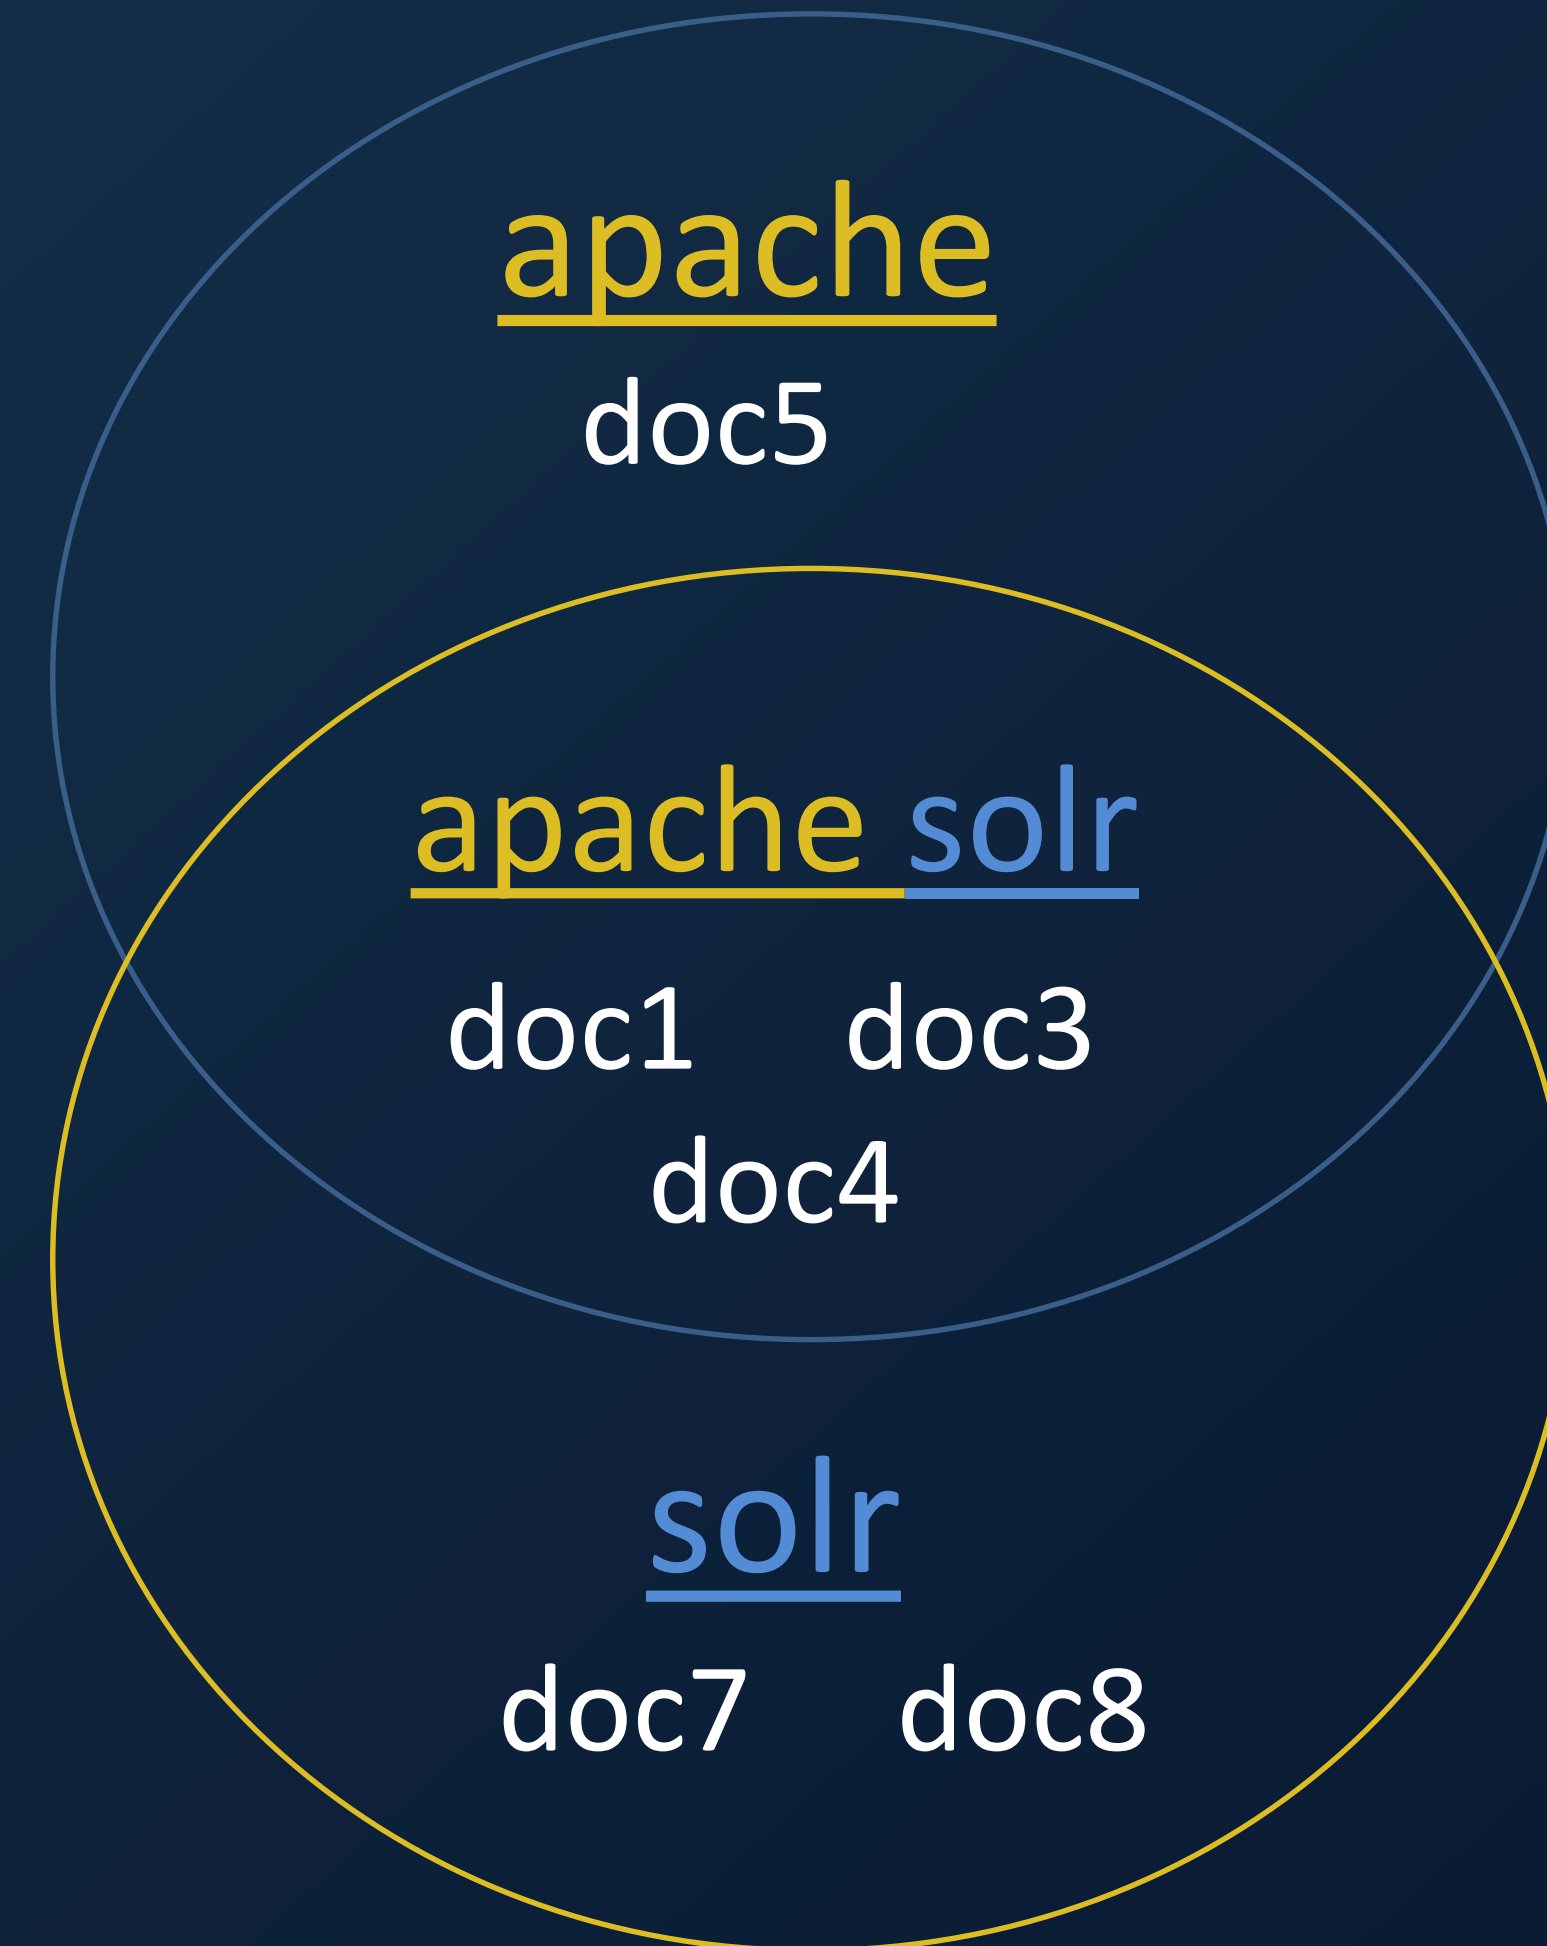 apache
doc5
apache solr
doc1 doc3
doc4
solr
doc7 doc8